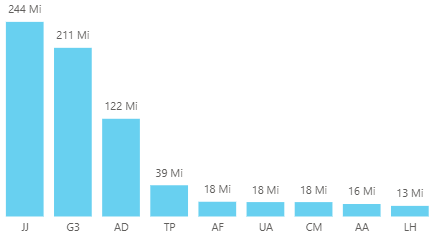 244 Mi
211 Mi
122 Mi
39 Mi
18 Mi
18 Mi
18 Mi
16 Mi
13 Mi
JJ
G3
AD
TP
AF
UA
CM
AA
LH